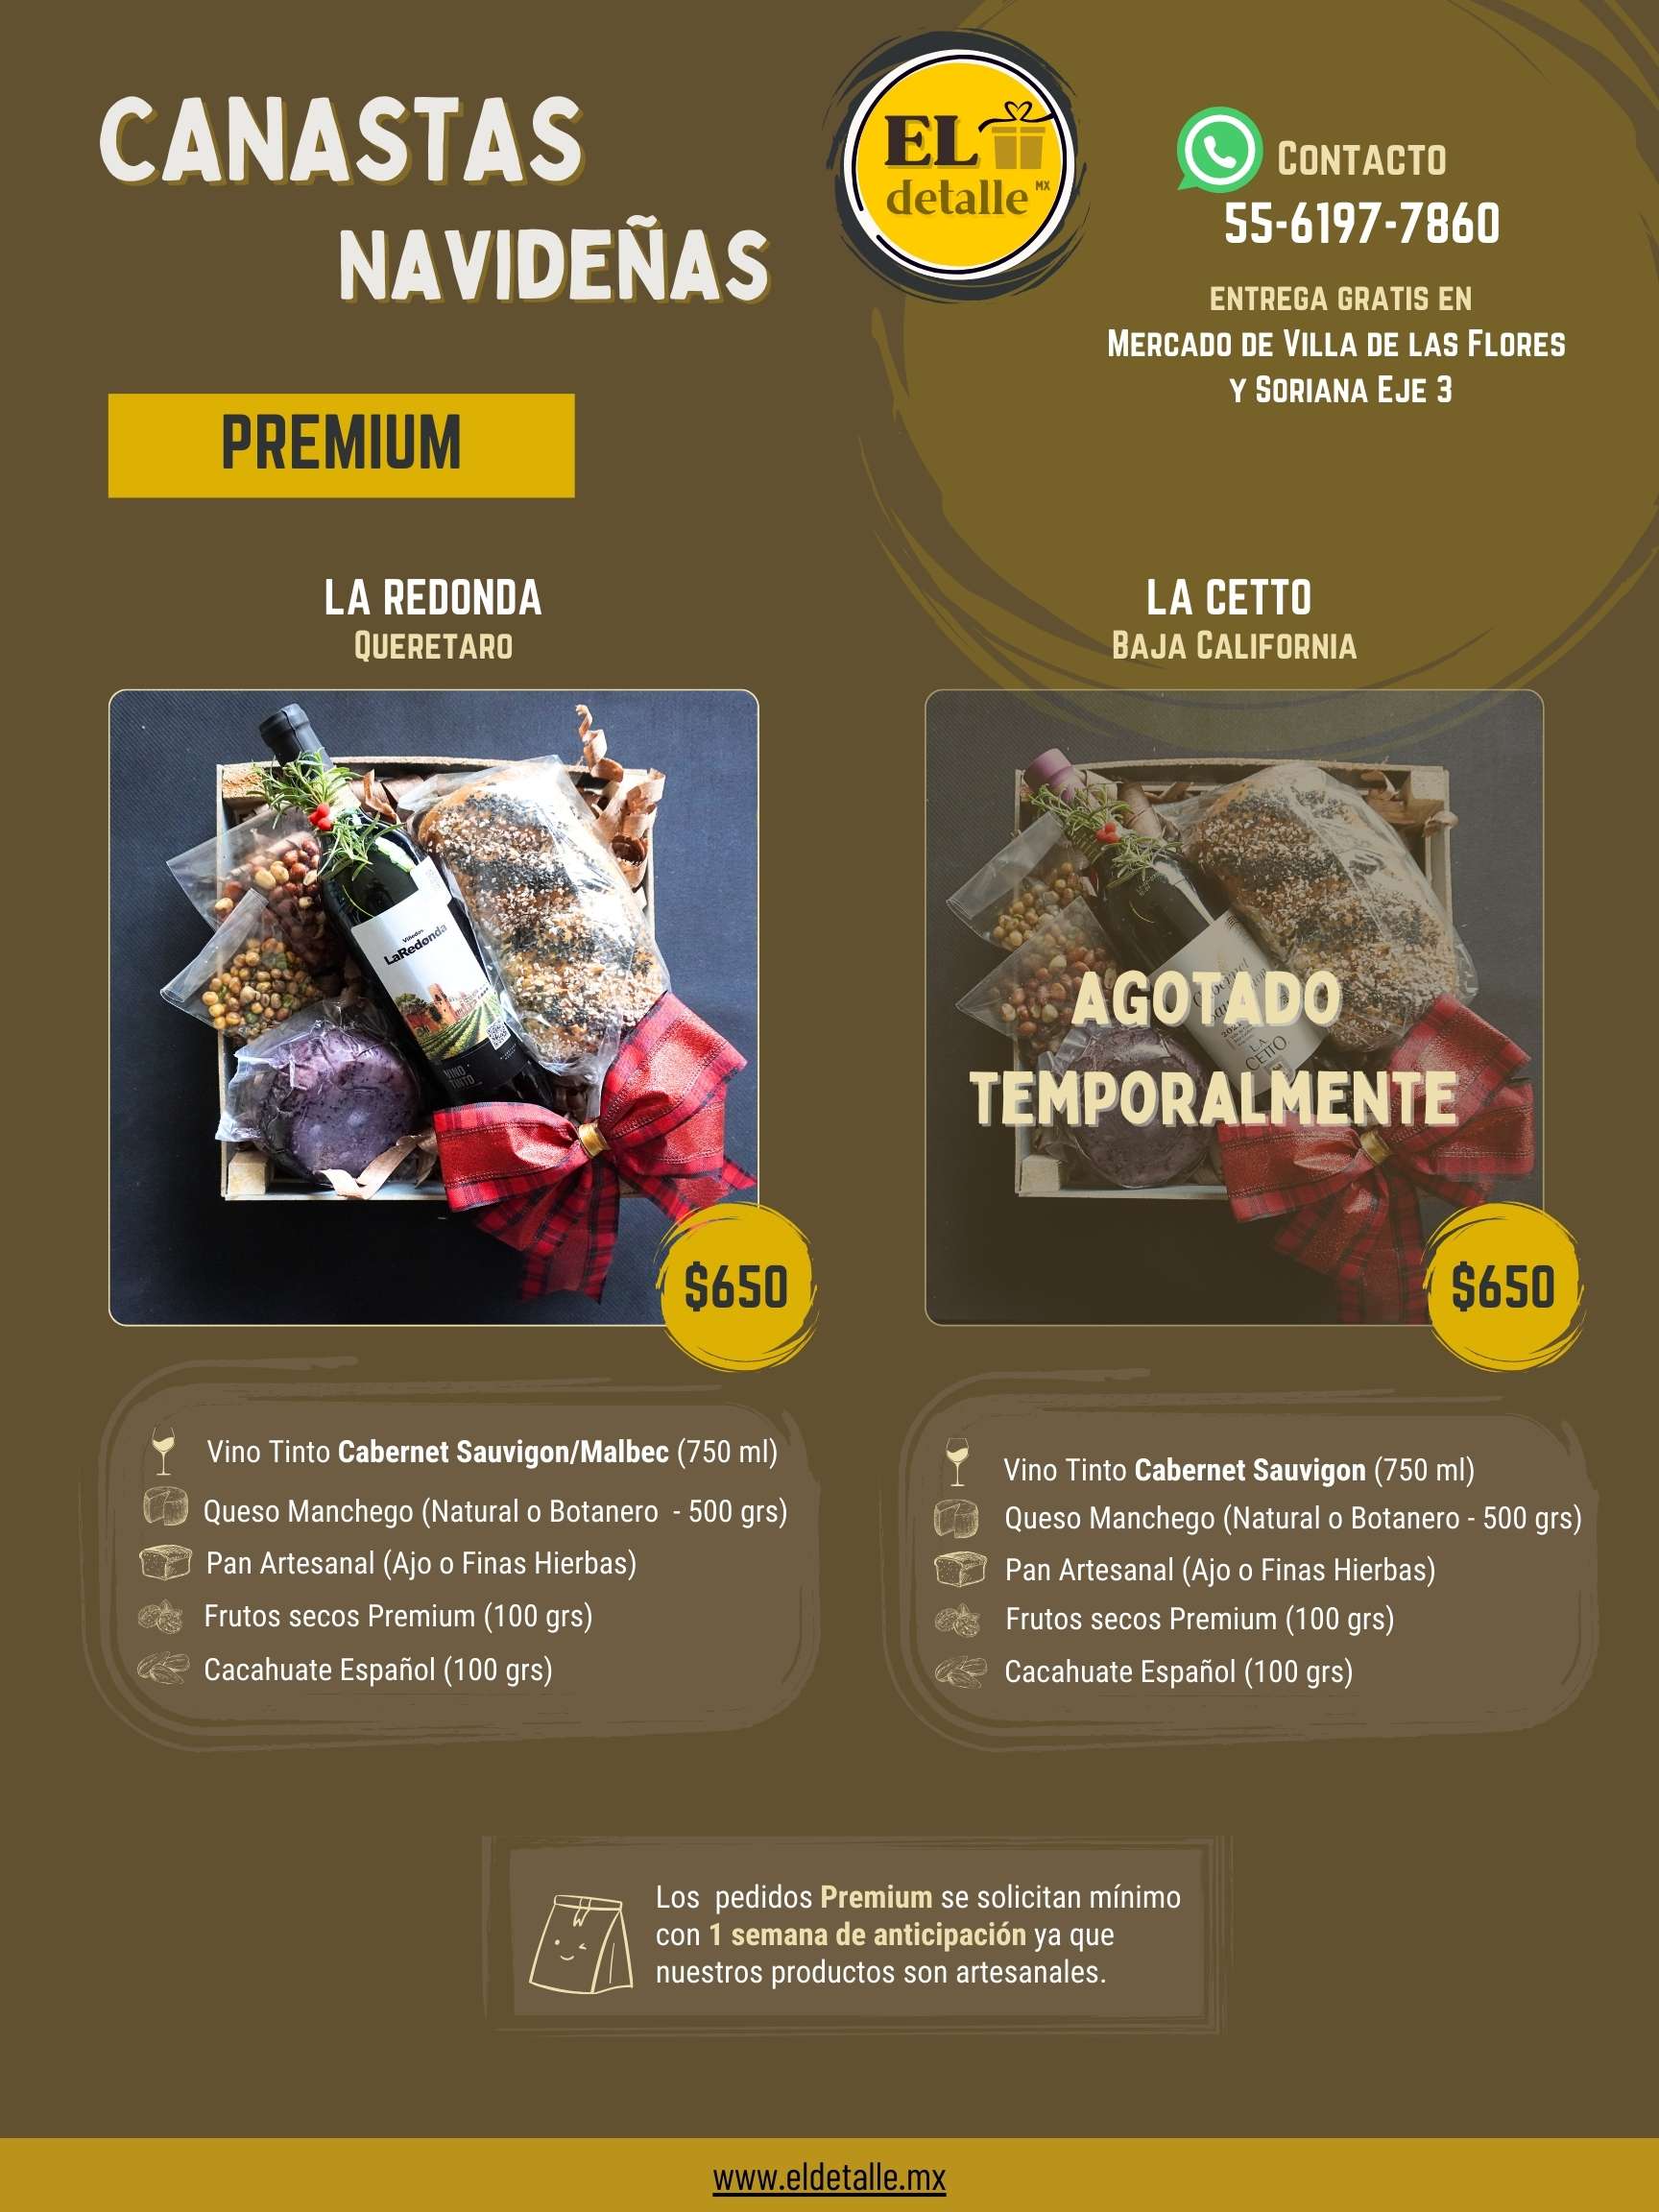 CANASTAS
NAVIDEÑAS
EL
detalle MX
CONTACTO
55-6197-7860
ENTREGA GRATIS EN
MERCADO DE VILLA DE LAS FLORES
Y SORIANA EJE 3
PREMIUM
LA REDONDA
QUERETARO
LA CETTO
BAJA CALIFORNIA
Viñedos
LaRedonda
VINO
TINTO
AGOTADO
TEMPORALMENTE
LA
CETTO
$650
$650
Vino Tinto Cabernet Sauvigon/Malbec (750 ml)
Queso Manchego (Natural o Botanero - 500 grs)
Pan Artesanal (Ajo o Finas Hierbas)
Frutos secos Premium (100 grs)
Cacahuate Español (100 grs)
Vino Tinto Cabernet Sauvigon (750 ml)
Queso Manchego (Natural o Botanero - 500 grs)
Pan Artesanal (Ajo o Finas Hierbas)
Frutos secos Premium (100 grs)
Cacahuate Español (100 grs)
Los pedidos Premium se solicitan mínimo
con 1 semana de anticipación ya que
nuestros productos son artesanales.
www.eldetalle.mx